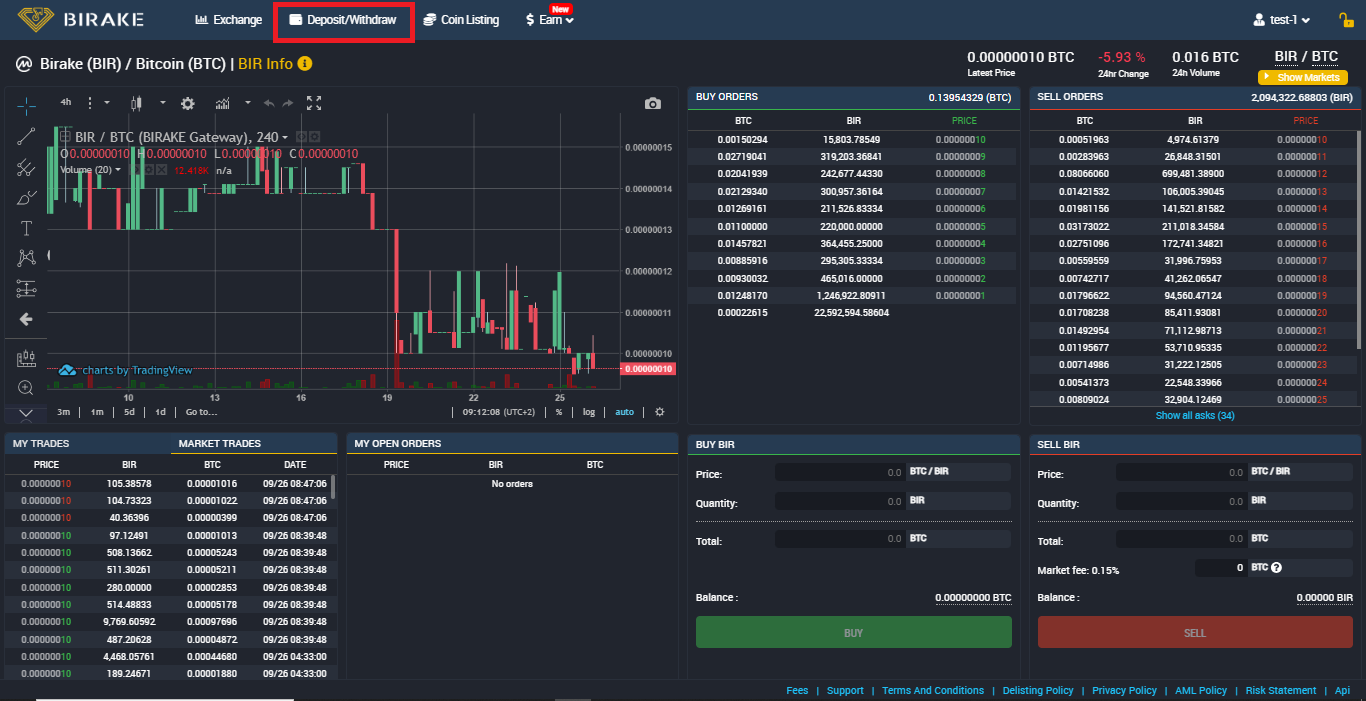 BIRAKE
Exchange
Deposit/Withdraw
Coin Listing
$ Earn
New
test-1
Birake (BIR) / Bitcoin (BTC) | BIR Info
0.00000010 BTC
Latest Price
-5.93 %
24hr Change
0.016 BTC
24h Volume
BIR / BTC
Show Markets
4h
BIR / BTC (BIRAKE Gateway), 240
O0.00000010 H0.00000010 L0.00000010 C0.00000010
Volume (20) 12.418K n/a
0.00000015
0.00000014
0.00000013
0.00000012
0.00000011
0.00000010
0.00000010
charts by TradingView
10 13 16 19 22 25
3m 1m 5d 1d Go to... 09:12:08 (UTC+2) % log auto
BUY ORDERS 0.13954329 (BTC)
BTC BIR PRICE
0.00150294 15,803.78549 0.00000010
0.02719041 319,203.36841 0.00000009
0.02041939 242,677.44330 0.00000008
0.02129340 300,957.36164 0.00000007
0.01269161 211,526.83334 0.00000006
0.01100000 220,000.00000 0.00000005
0.01457821 364,455.25000 0.00000004
0.00885916 295,305.33334 0.00000003
0.00930032 465,016.00000 0.00000002
0.01248170 1,246,922.80911 0.00000001
0.00022615 22,592,594.58604
SELL ORDERS 2,094,322.68803 (BIR)
BTC BIR PRICE
0.00051963 4,974.61379 0.00000010
0.00283963 26,848.31501 0.00000011
0.08066060 699,481.38900 0.00000012
0.01421532 106,005.39045 0.00000013
0.01981156 141,521.81582 0.00000014
0.03173022 211,018.34584 0.00000015
0.02751096 172,741.34821 0.00000016
0.00559559 31,996.75953 0.00000017
0.00742717 41,262.06547 0.00000018
0.01796622 94,560.47124 0.00000019
0.01708238 85,411.93081 0.00000020
0.01492954 71,112.98713 0.00000021
0.01195677 53,710.95335 0.00000022
0.00714986 31,222.12505 0.00000023
0.00541373 22,548.33966 0.00000024
0.00809024 32,904.12469 0.00000025
Show all asks (34)
MY TRADES MARKET TRADES
PRICE BIR BTC DATE
0.00000010 105.38578 0.00001016 09/26 08:47:06
0.00000010 104.73323 0.00001022 09/26 08:47:06
0.00000010 40.36396 0.00000399 09/26 08:47:06
0.00000010 97.12491 0.00001013 09/26 08:39:48
0.00000010 508.13662 0.00005243 09/26 08:39:48
0.00000010 511.30261 0.00005211 09/26 08:39:48
0.00000010 280.00000 0.00002853 09/26 08:39:48
0.00000010 514.48833 0.00005178 09/26 08:39:48
0.00000010 9,769.60592 0.00097696 09/26 08:39:48
0.00000010 487.20628 0.00004872 09/26 08:39:48
0.00000010 4,468.05761 0.00044680 09/26 04:33:00
0.00000010 189.24671 0.00001880 09/26 04:33:00
MY OPEN ORDERS
PRICE BIR BTC
No orders
BUY BIR
Price: 0.0 BTC / BIR
Quantity: 0.0 BIR
Total: 0.0 BTC
Balance : 0.00000000 BTC
BUY
SELL BIR
Price: 0.0 BTC / BIR
Quantity: 0.0 BIR
Total: 0.0 BTC
Market fee: 0.15% 0 BTC ?
Balance : 0.00000 BIR
SELL
Fees | Support | Terms And Conditions | Delisting Policy | Privacy Policy | AML Policy | Risk Statement | Api